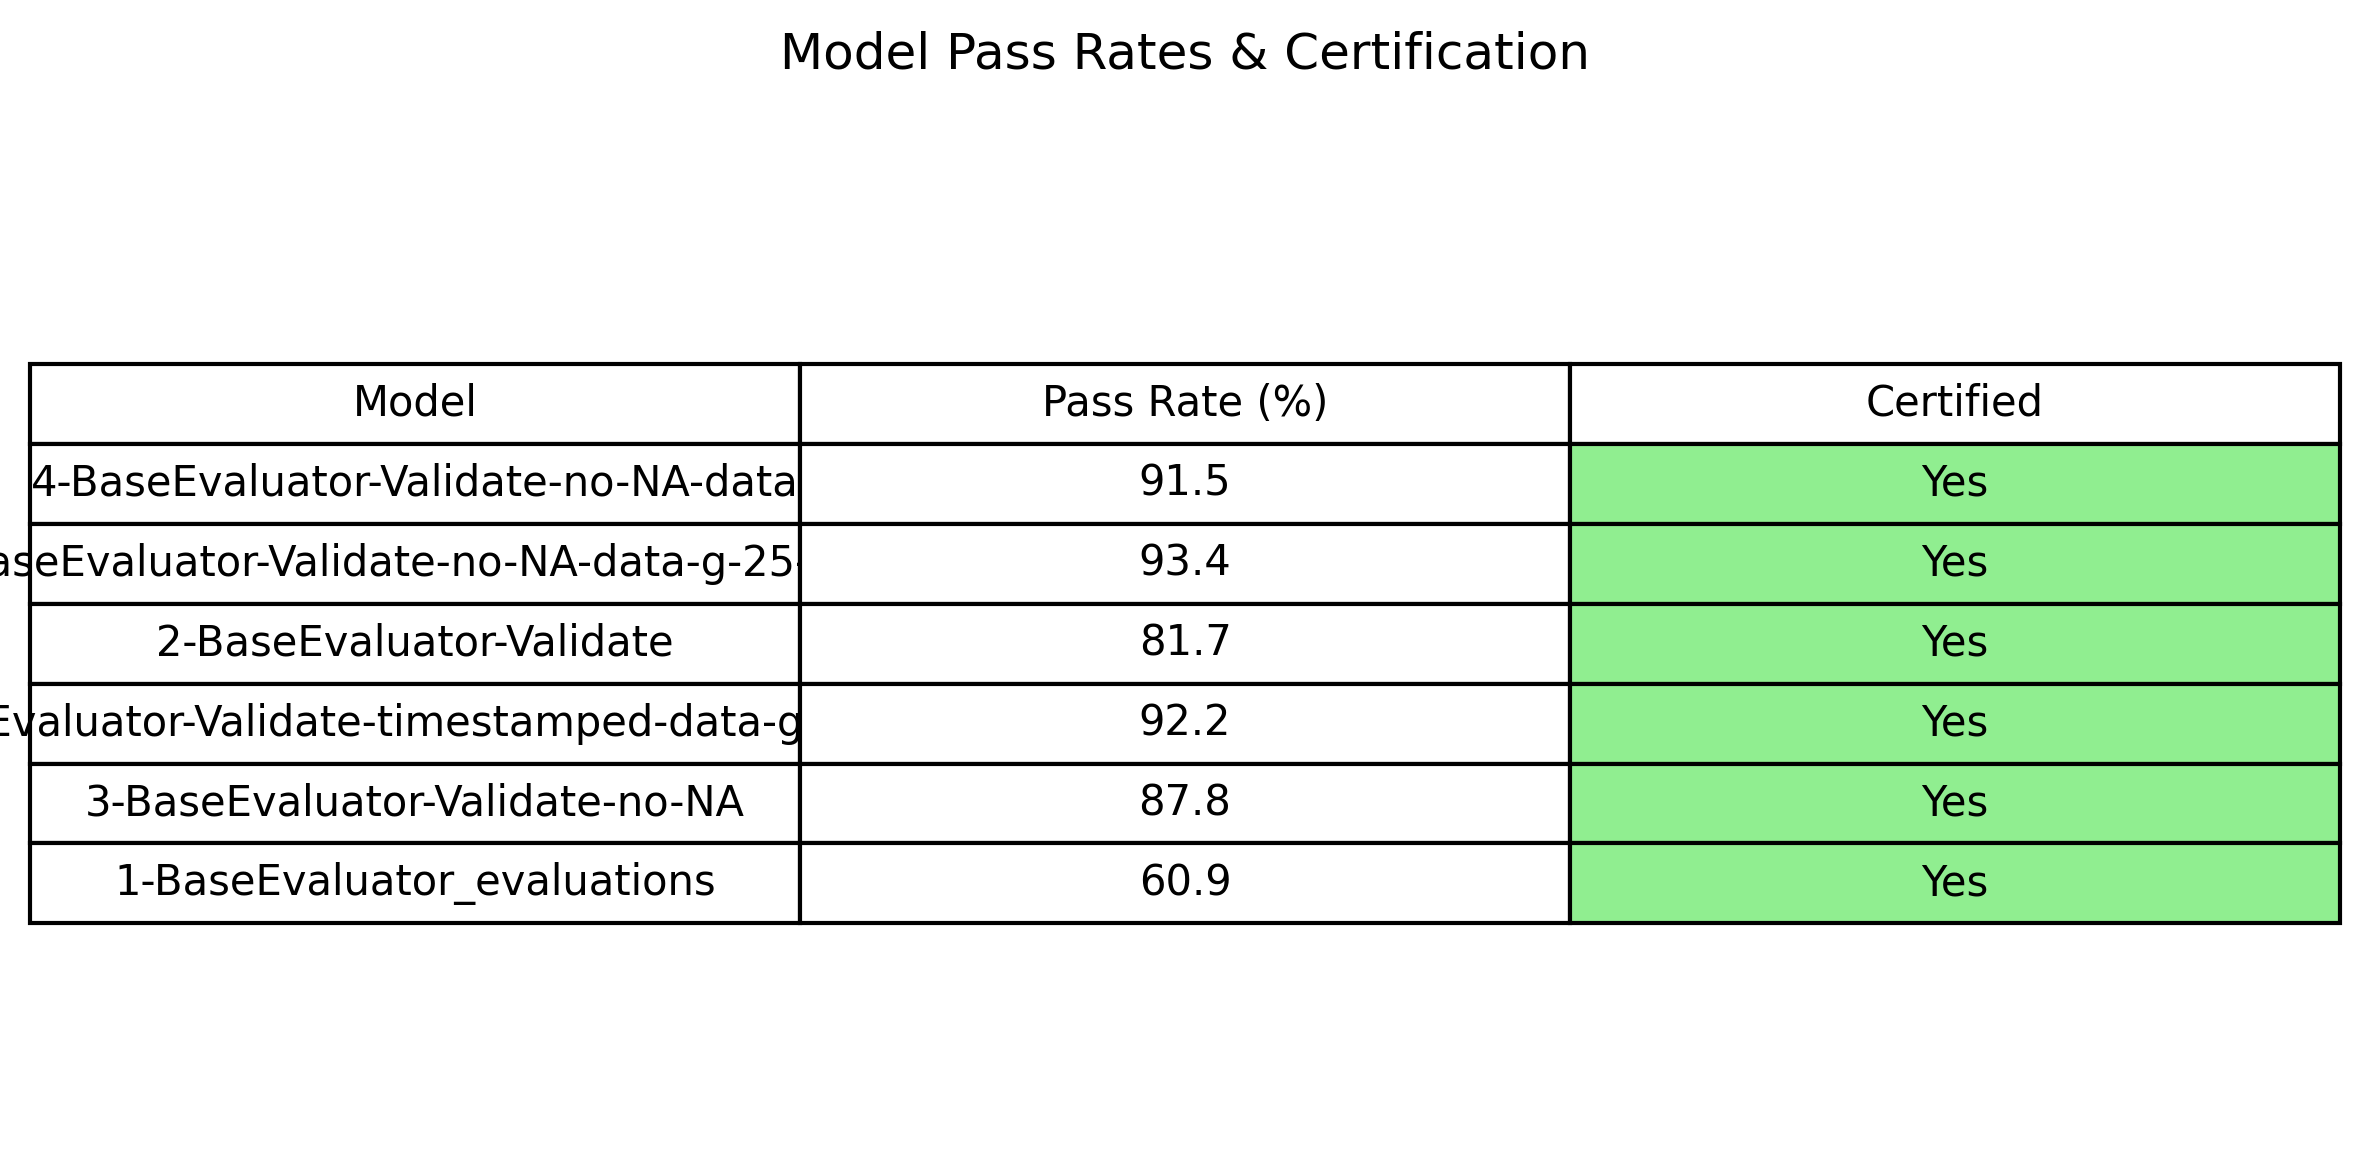 Model Pass Rates & Certification
Model Pass Rate (%) Certified
4-BaseEvaluator-Validate-no-NA-data 91.5 Yes
aseEvaluator-Validate-no-NA-data-g-25- 93.4 Yes
2-BaseEvaluator-Validate 81.7 Yes
Evaluator-Validate-timestamped-data-g 92.2 Yes
3-BaseEvaluator-Validate-no-NA 87.8 Yes
1-BaseEvaluator_evaluations 60.9 Yes